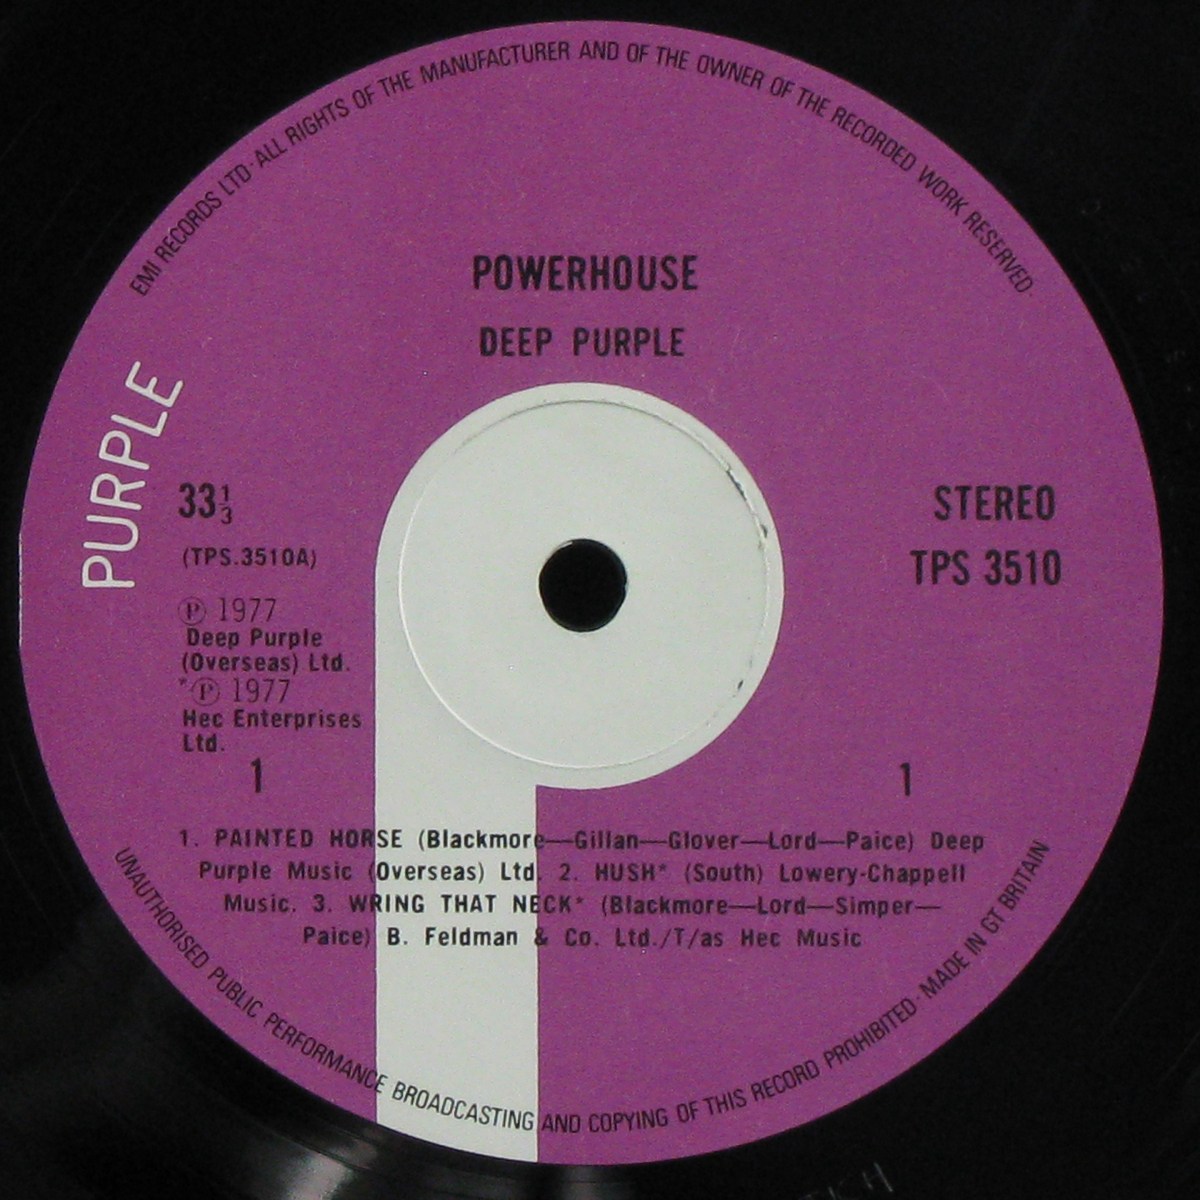 EMI RECORDS LTD·ALL RIGHTS OF THE MANUFACTURER AND OF THE OWNER OF THE RECORDED WORK RESERVED·
POWERHOUSE
DEEP PURPLE
PURPLE
33⅓
STEREO
(TPS.3510A)
TPS 3510
Ⓟ 1977
Deep Purple
(Overseas) Ltd.
*Ⓟ 1977
Hec Enterprises
Ltd.
1
1
1. PAINTED HORSE (Blackmore—Gillan—Glover—Lord—Paice) Deep
Purple Music (Overseas) Ltd. 2. HUSH* (South) Lowery-Chappell
Music. 3. WRING THAT NECK* (Blackmore—Lord—Simper—
Paice) B. Feldman & Co. Ltd./T/as Hec Music
UNAUTHORISED PUBLIC PERFORMANCE BROADCASTING AND COPYING OF THIS RECORD PROHIBITED·MADE IN GT BRITAIN